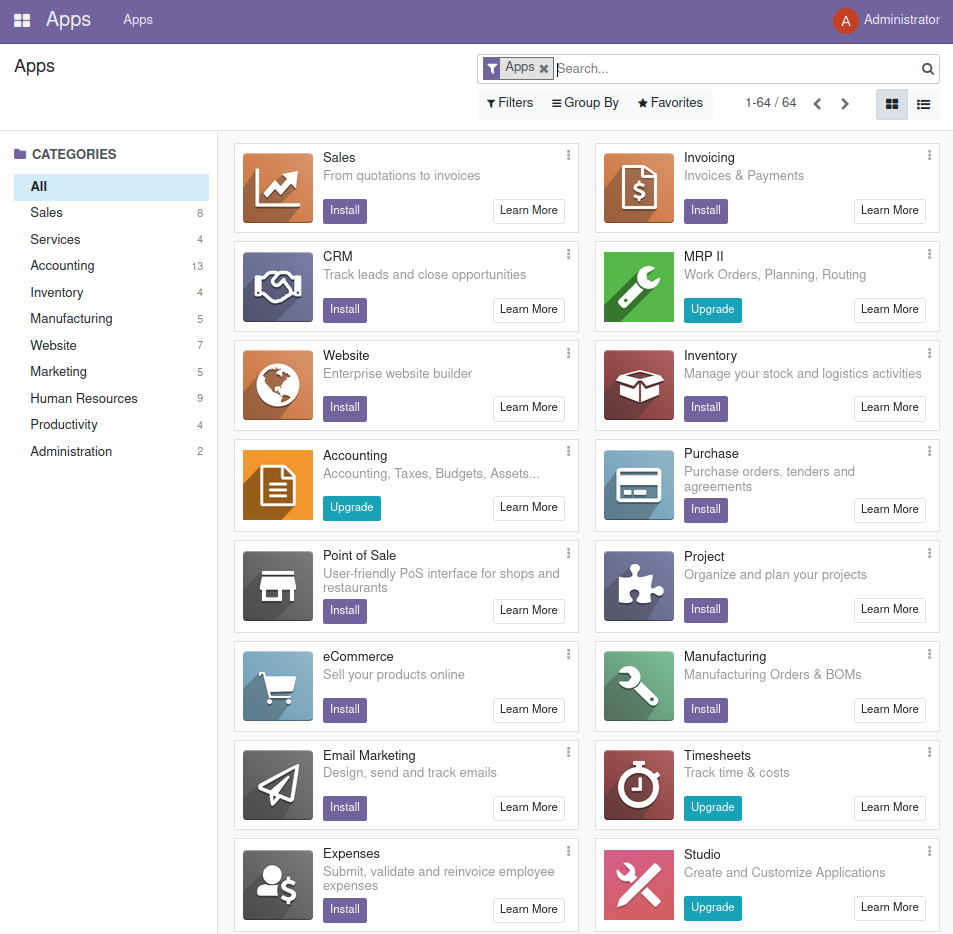 Apps
Apps
A
Administrator
Apps
Apps
Search...
Filters
Group By
Favorites
1-64 / 64
CATEGORIES
All
Sales 8
Services 4
Accounting 13
Inventory 4
Manufacturing 5
Website 7
Marketing 5
Human Resources 9
Productivity 4
Administration 2
Sales
From quotations to invoices
Install
Learn More
Invoicing
Invoices & Payments
Install
Learn More
CRM
Track leads and close opportunities
Install
Learn More
MRP II
Work Orders, Planning, Routing
Upgrade
Learn More
Website
Enterprise website builder
Install
Learn More
Inventory
Manage your stock and logistics activities
Install
Learn More
Accounting
Accounting, Taxes, Budgets, Assets...
Upgrade
Learn More
Purchase
Purchase orders, tenders and
agreements
Install
Learn More
Point of Sale
User-friendly PoS interface for shops and
restaurants
Install
Learn More
Project
Organize and plan your projects
Install
Learn More
eCommerce
Sell your products online
Install
Learn More
Manufacturing
Manufacturing Orders & BOMs
Install
Learn More
Email Marketing
Design, send and track emails
Install
Learn More
Timesheets
Track time & costs
Upgrade
Learn More
Expenses
Submit, validate and reinvoice employee
expenses
Install
Learn More
Studio
Create and Customize Applications
Upgrade
Learn More